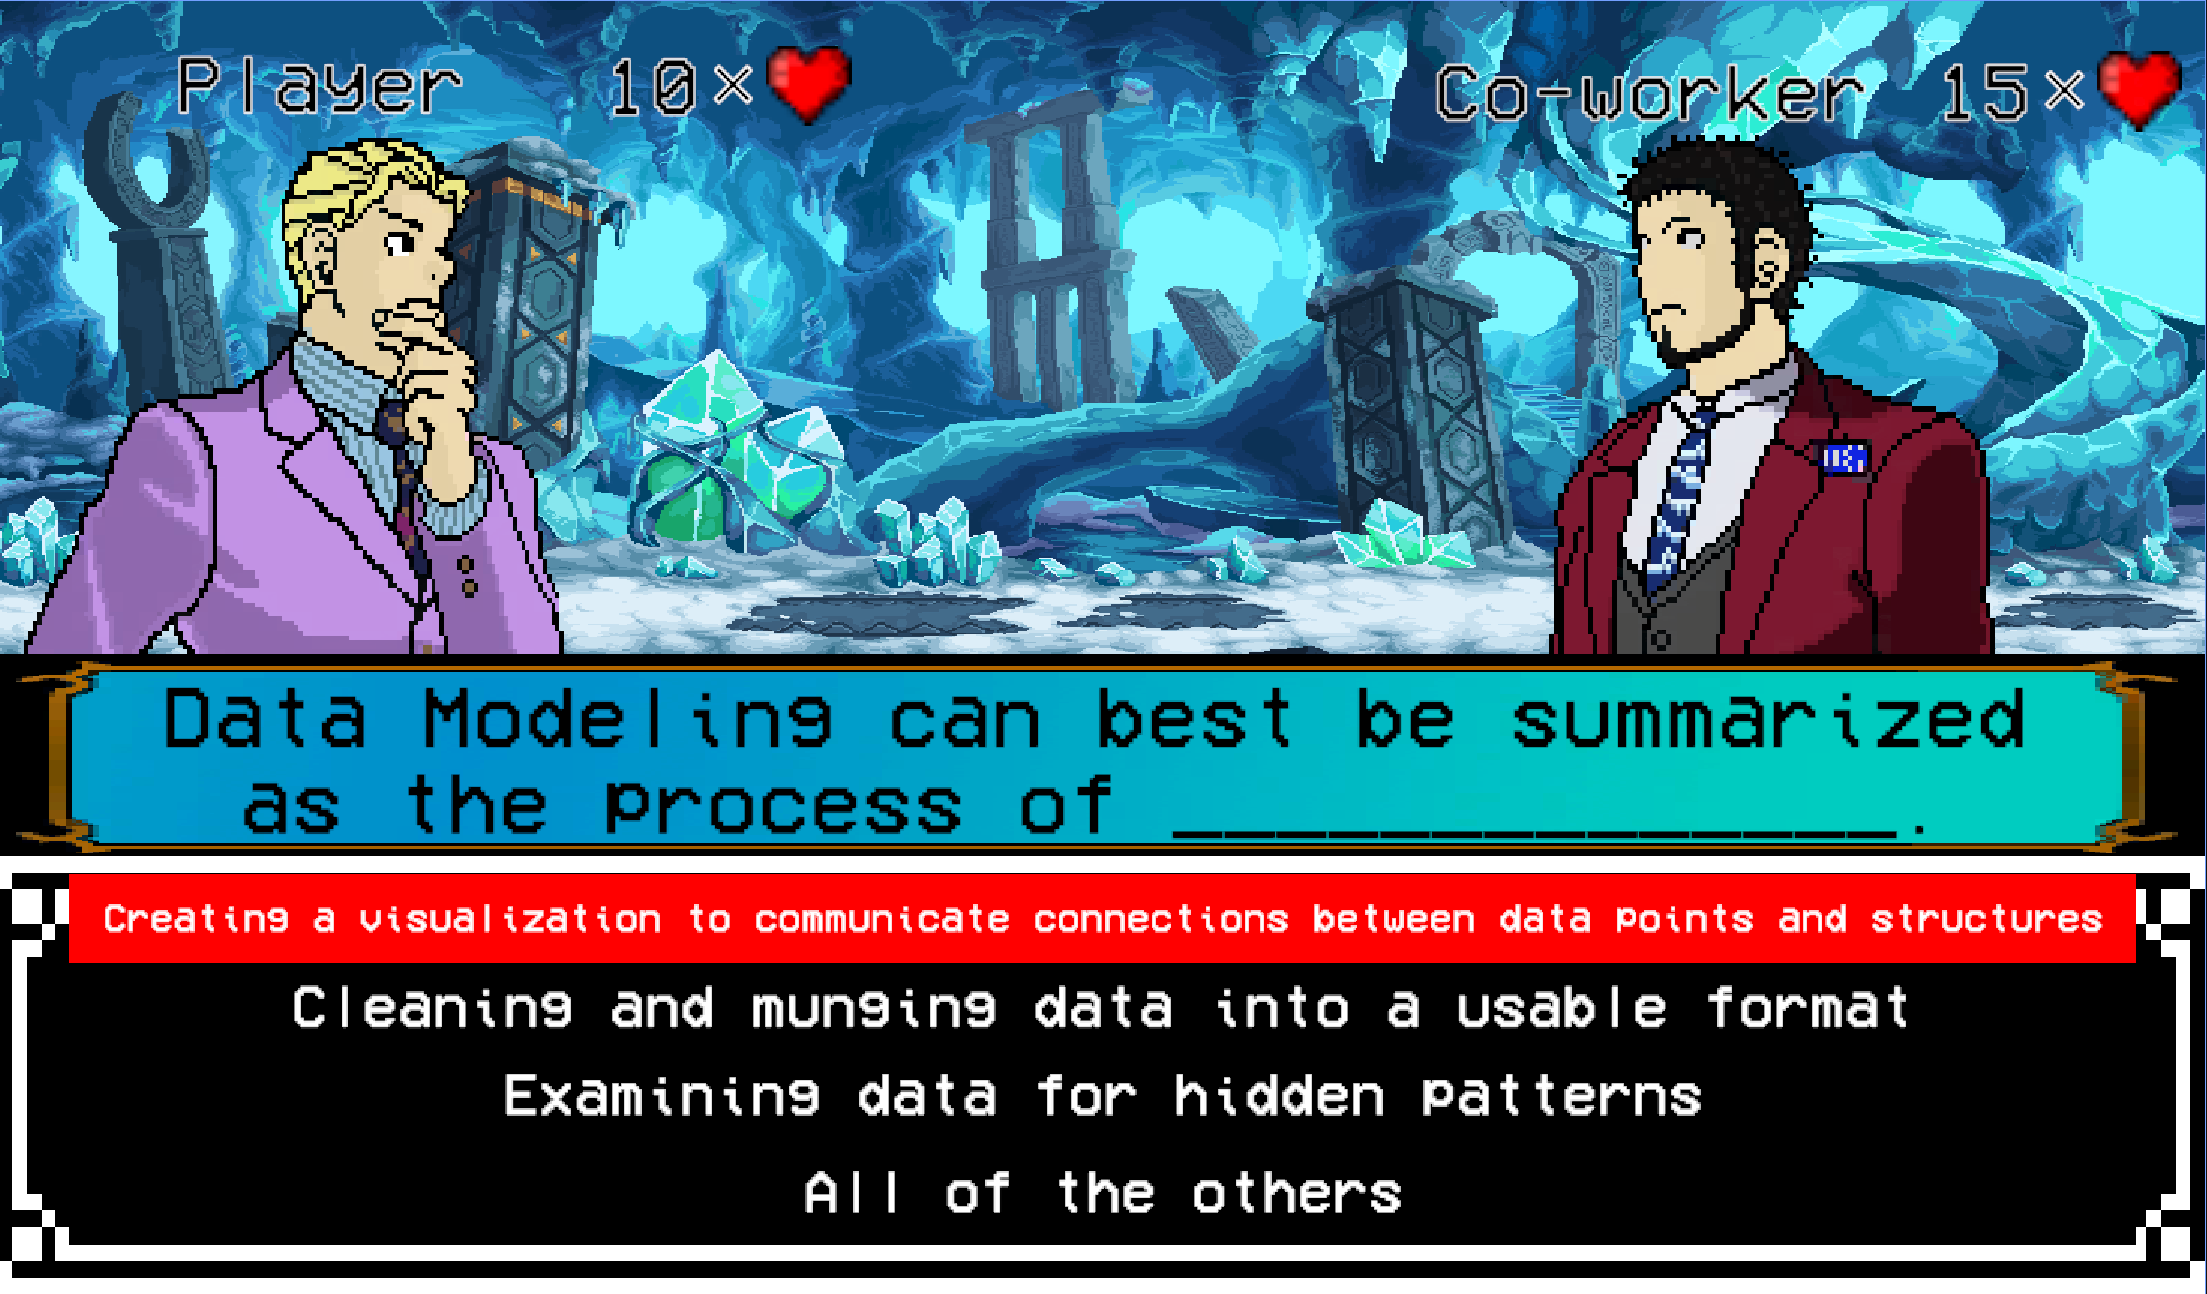 Player 10×
Co-worker 15×
Data Modeling can best be summarized
as the process of ______________.
Creating a visualization to communicate connections between data points and structures
Cleaning and munging data into a usable format
Examining data for hidden patterns
All of the others